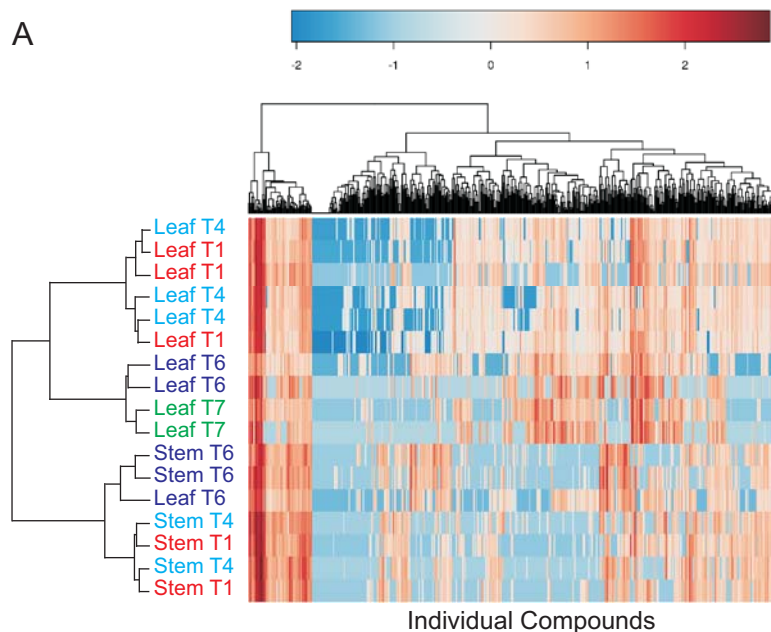 A
-2 -1 0 1 2
Leaf T4
Leaf T1
Leaf T1
Leaf T4
Leaf T4
Leaf T1
Leaf T6
Leaf T6
Leaf T7
Leaf T7
Stem T6
Stem T6
Leaf T6
Stem T4
Stem T1
Stem T4
Stem T1
Individual Compounds